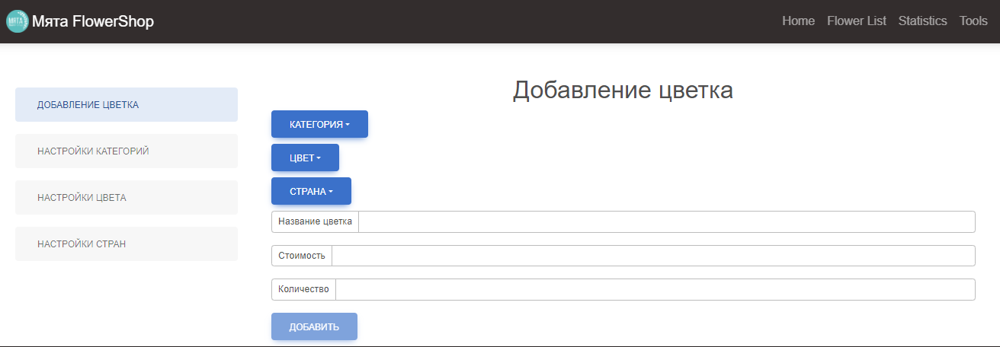 МЯТА Мята FlowerShop Home Flower List Statistics Tools
ДОБАВЛЕНИЕ ЦВЕТКА
НАСТРОЙКИ КАТЕГОРИЙ
НАСТРОЙКИ ЦВЕТА
НАСТРОЙКИ СТРАН
Добавление цветка
КАТЕГОРИЯ
ЦВЕТ
СТРАНА
Название цветка
Стоимость
Количество
ДОБАВИТЬ